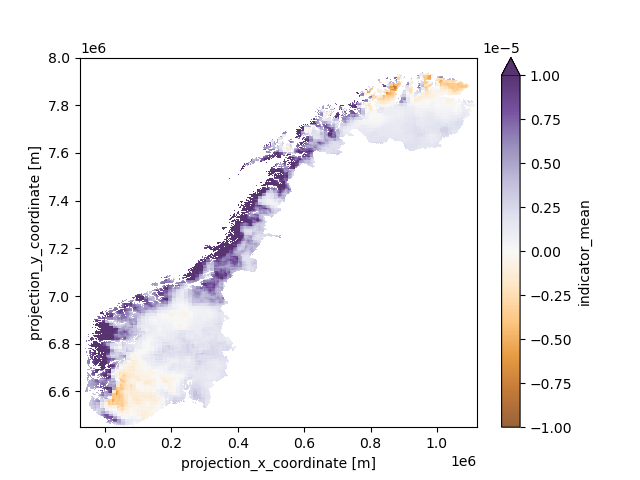 1e6
8.0
7.8
7.6
7.4
7.2
7.0
6.8
6.6
projection_y_coordinate [m]
0.0 0.2 0.4 0.6 0.8 1.0
projection_x_coordinate [m]
1e6
1e−5
1.00
0.75
0.50
0.25
0.00
−0.25
−0.50
−0.75
−1.00
indicator_mean